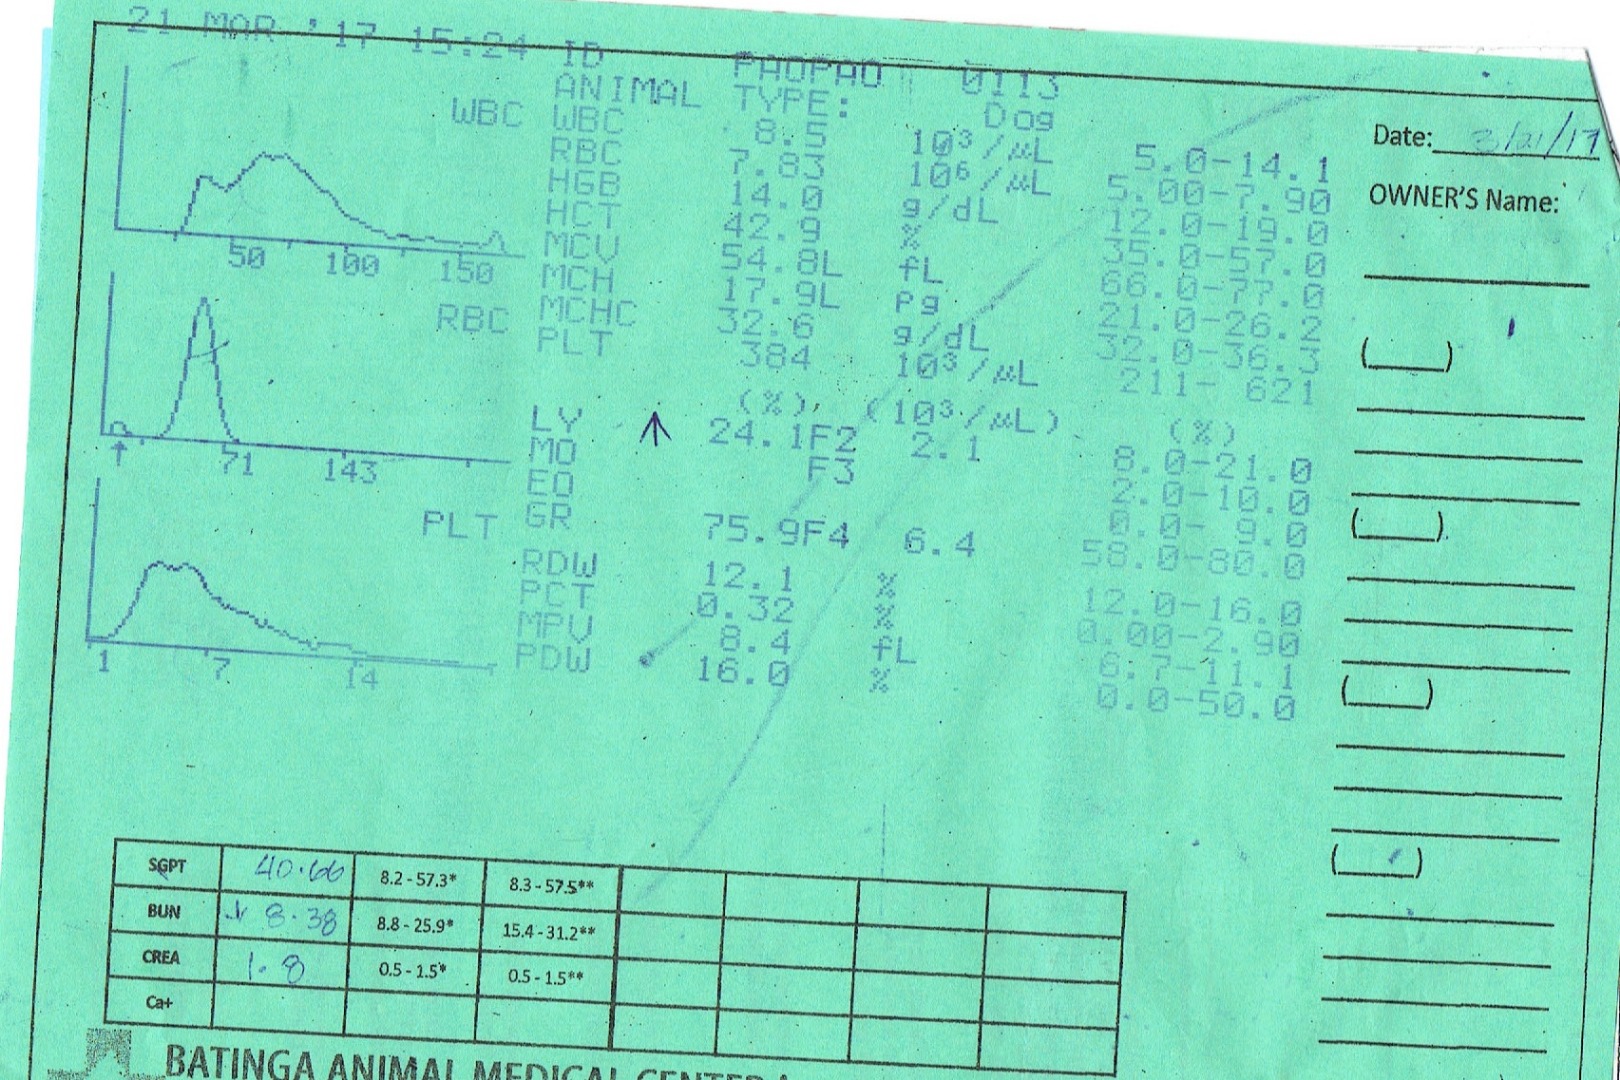 21 MAR '17 15:24 ID PAOPAO 0113
ANIMAL TYPE: Dog
WBC WBC 8.5 10³/µL 5.0-14.1
RBC 7.83 10⁶/µL 5.00-7.90
HGB 14.0 g/dL 12.0-19.0
HCT 42.9 % 35.0-57.0
MCV 54.8L fL 66.0-77.0
MCH 17.9L pg 21.0-26.2
MCHC 32.6 g/dL 32.0-36.3
PLT 384 10³/µL 211- 621
50 100 150
RBC
(%) (10³/µL) (%)
LY ↑ 24.1F2 2.1 8.0-21.0
MO F3 2.0-10.0
EO 0.0- 9.0
GR 75.9F4 6.4 58.0-80.0
71 143
PLT
RDW 12.1 % 12.0-16.0
PCT 0.32 % 0.00-2.90
MPV 8.4 fL 6.7-11.1
PDW 16.0 % 0.0-50.0
1 7 14
Date: 3/21/17
OWNER'S Name:
SGPT 40.66 8.2 - 57.3* 8.3 - 57.5**
BUN ↓ 8.38 8.8 - 25.9* 15.4 - 31.2**
CREA 1.8 0.5 - 1.5* 0.5 - 1.5**
Ca+
BATINGA ANIMAL MEDICAL CENTER